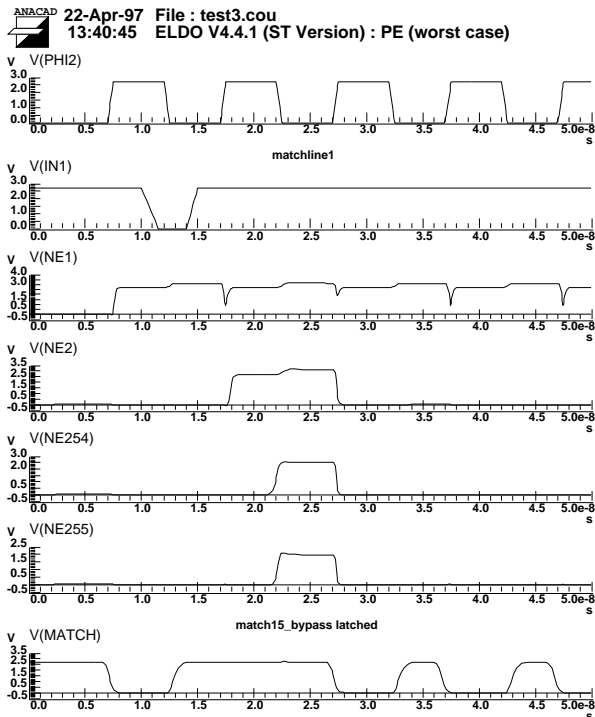 ANACAD 22-Apr-97 File : test3.cou
13:40:45 ELDO V4.4.1 (ST Version) : PE (worst case)
V V(PHI2)
3.0
2.0
1.0
0.0
0.0 0.5 1.0 1.5 2.0 2.5 3.0 3.5 4.0 4.5 5.0e-8
s
matchline1
V V(IN1)
3.0
2.0
1.0
0.0
0.0 0.5 1.0 1.5 2.0 2.5 3.0 3.5 4.0 4.5 5.0e-8
s
V V(NE1)
4.0
3.0
1.5
0.5
-0.5
0.0 0.5 1.0 1.5 2.0 2.5 3.0 3.5 4.0 4.5 5.0e-8
s
V V(NE2)
3.5
2.5
1.5
0.5
-0.5
0.0 0.5 1.0 1.5 2.0 2.5 3.0 3.5 4.0 4.5 5.0e-8
s
V V(NE254)
3.0
2.0
0.5
-0.5
0.0 0.5 1.0 1.5 2.0 2.5 3.0 3.5 4.0 4.5 5.0e-8
s
V V(NE255)
2.5
1.5
0.5
-0.5
0.0 0.5 1.0 1.5 2.0 2.5 3.0 3.5 4.0 4.5 5.0e-8
s
match15_bypass latched
V V(MATCH)
3.5
2.5
1.5
0.5
-0.5
0.0 0.5 1.0 1.5 2.0 2.5 3.0 3.5 4.0 4.5 5.0e-8
s